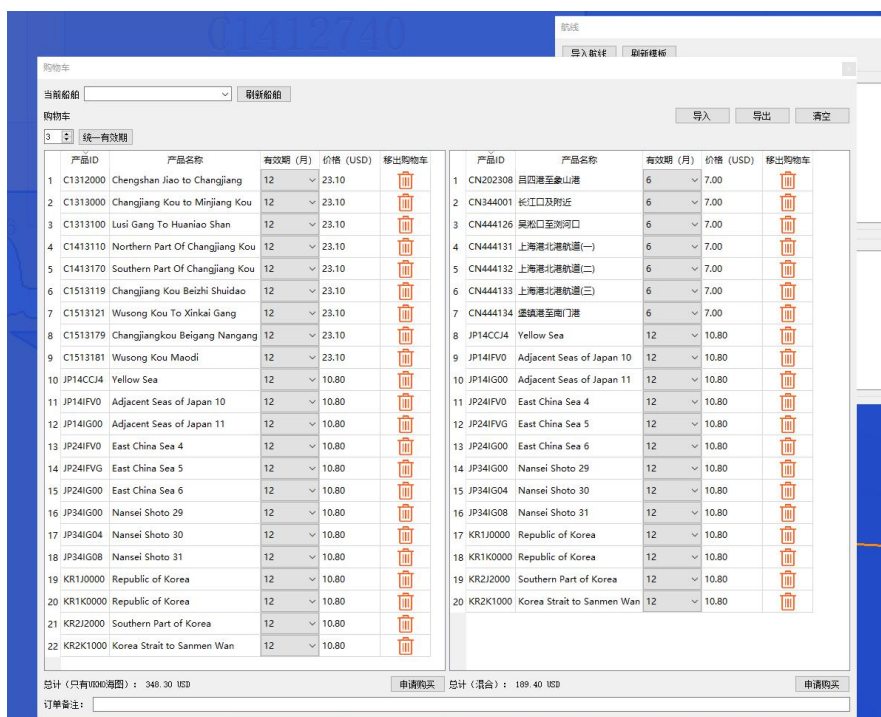 C1412740
航线
导入航线 刷新模板
购物车
当前船舶 刷新船舶
购物车 导入 导出 清空
3 统一有效期
产品ID 产品名称 有效期（月） 价格（USD） 移出购物车
1 C1312000 Chengshan Jiao to Changjiang 12 23.10
2 C1313000 Changjiang Kou to Minjiang Kou 12 23.10
3 C1313100 Lusi Gang To Huaniao Shan 12 23.10
4 C1413110 Northern Part Of Changjiang Kou 12 23.10
5 C1413170 Southern Part Of Changjiang Kou 12 23.10
6 C1513119 Changjiang Kou Beizhi Shuidao 12 23.10
7 C1513121 Wusong Kou To Xinkai Gang 12 23.10
8 C1513179 Changjiangkou Beigang Nangang 12 23.10
9 C1513181 Wusong Kou Maodi 12 23.10
10 JP14CCJ4 Yellow Sea 12 10.80
11 JP14IFV0 Adjacent Seas of Japan 10 12 10.80
12 JP14IG00 Adjacent Seas of Japan 11 12 10.80
13 JP24IFV0 East China Sea 4 12 10.80
14 JP24IFVG East China Sea 5 12 10.80
15 JP24IG00 East China Sea 6 12 10.80
16 JP34IG00 Nansei Shoto 29 12 10.80
17 JP34IG04 Nansei Shoto 30 12 10.80
18 JP34IG08 Nansei Shoto 31 12 10.80
19 KR1J0000 Republic of Korea 12 10.80
20 KR1K0000 Republic of Korea 12 10.80
21 KR2J2000 Southern Part of Korea 12 10.80
22 KR2K1000 Korea Strait to Sanmen Wan 12 10.80
总计（只有UKHO海图）: 348.30 USD 申请购买
产品ID 产品名称 有效期（月） 价格（USD） 移出购物车
1 CN202308 吕四港至象山港 6 7.00
2 CN344001 长江口及附近 6 7.00
3 CN444126 吴淞口至浏河口 6 7.00
4 CN444131 上海港北港航道(一) 6 7.00
5 CN444132 上海港北港航道(二) 6 7.00
6 CN444133 上海港北港航道(三) 6 7.00
7 CN444134 堡镇港至南门港 6 7.00
8 JP14CCJ4 Yellow Sea 12 10.80
9 JP14IFV0 Adjacent Seas of Japan 10 12 10.80
10 JP14IG00 Adjacent Seas of Japan 11 12 10.80
11 JP24IFV0 East China Sea 4 12 10.80
12 JP24IFVG East China Sea 5 12 10.80
13 JP24IG00 East China Sea 6 12 10.80
14 JP34IG00 Nansei Shoto 29 12 10.80
15 JP34IG04 Nansei Shoto 30 12 10.80
16 JP34IG08 Nansei Shoto 31 12 10.80
17 KR1J0000 Republic of Korea 12 10.80
18 KR1K0000 Republic of Korea 12 10.80
19 KR2J2000 Southern Part of Korea 12 10.80
20 KR2K1000 Korea Strait to Sanmen Wan 12 10.80
总计（混合）: 189.40 USD 申请购买
订单备注: